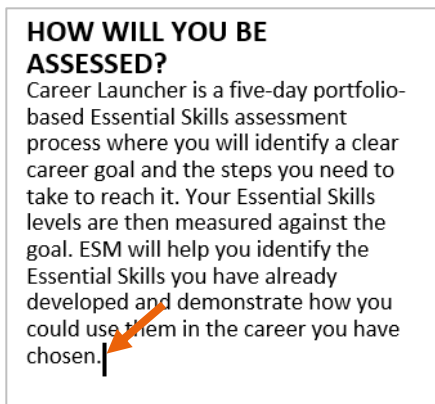 HOW WILL YOU BE
ASSESSED?
Career Launcher is a five-day portfolio-
based Essential Skills assessment
process where you will identify a clear
career goal and the steps you need to
take to reach it. Your Essential Skills
levels are then measured against the
goal. ESM will help you identify the
Essential Skills you have already
developed and demonstrate how you
could use them in the career you have
chosen.